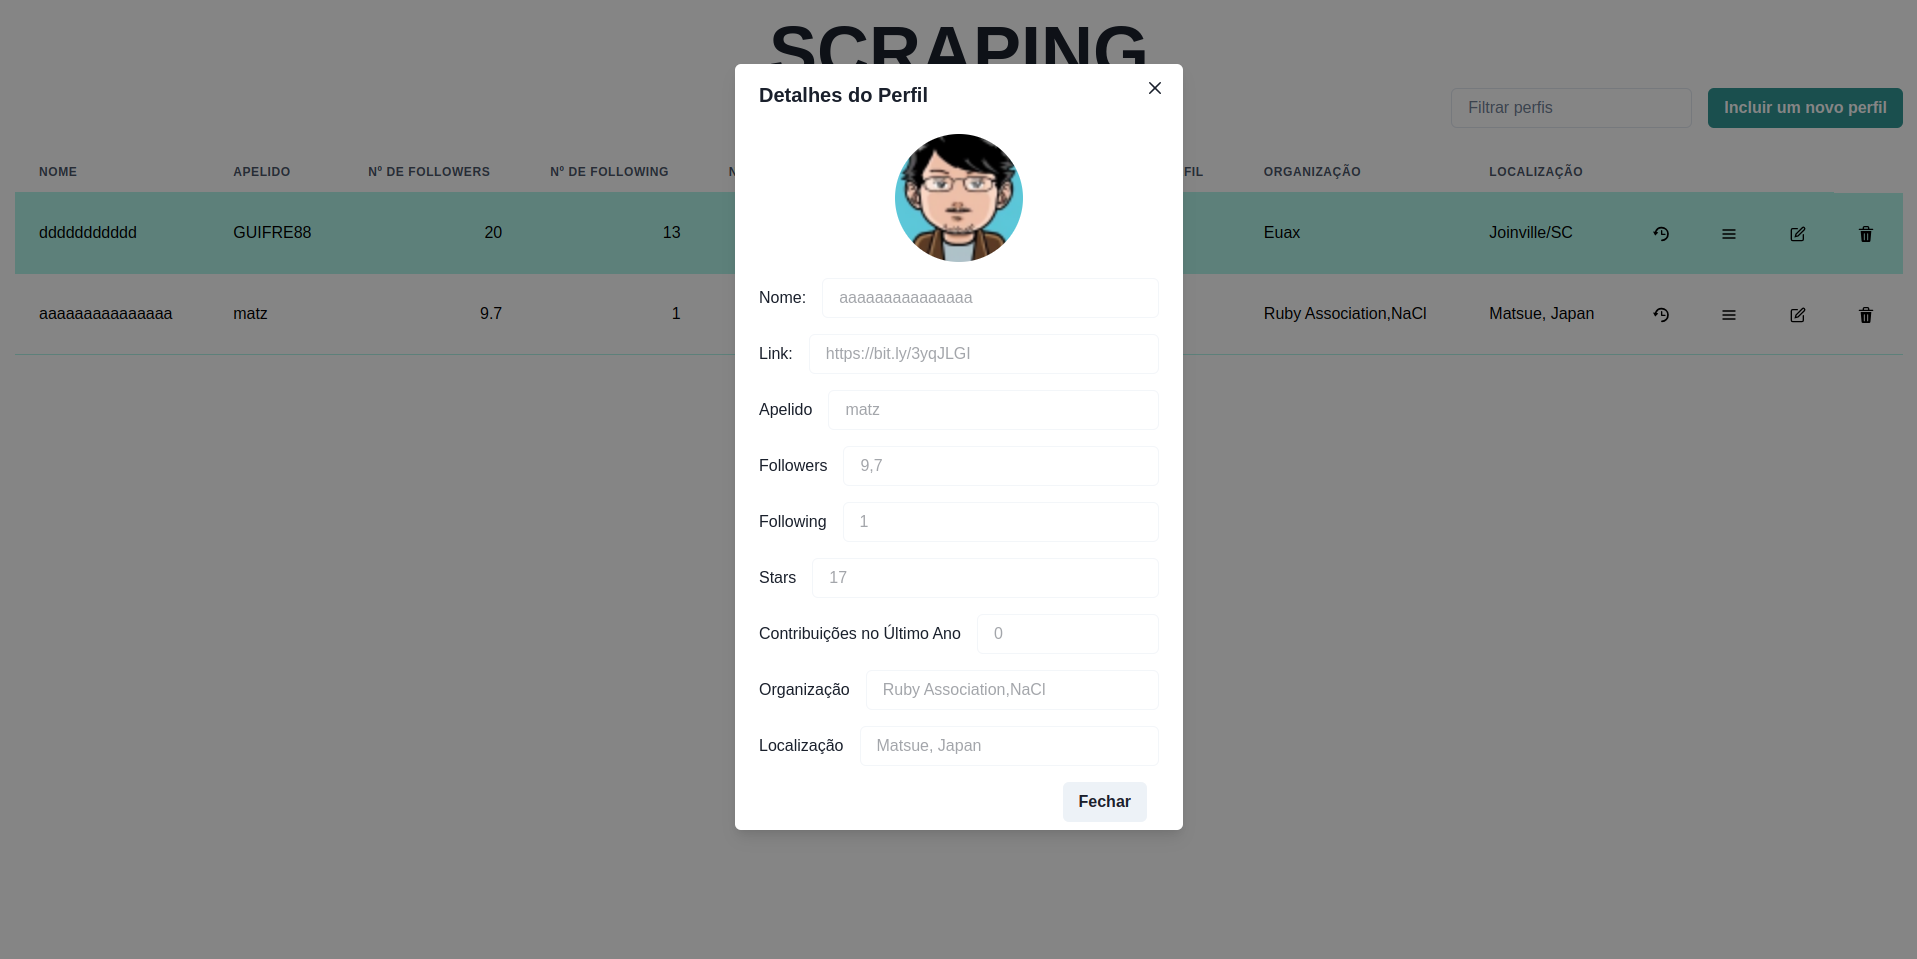 SCRAPING
Detalhes do Perfil
Filtrar perfis
Incluir um novo perfil
NOME APELIDO Nº DE FOLLOWERS Nº DE FOLLOWING N FIL ORGANIZAÇÃO LOCALIZAÇÃO
ddddddddddd GUIFRE88 20 13 Euax Joinville/SC
aaaaaaaaaaaaaaa matz 9.7 1 Ruby Association,NaCl Matsue, Japan
Nome: aaaaaaaaaaaaaaa
Link: https://bit.ly/3yqJLGI
Apelido matz
Followers 9,7
Following 1
Stars 17
Contribuições no Último Ano 0
Organização Ruby Association,NaCl
Localização Matsue, Japan
Fechar